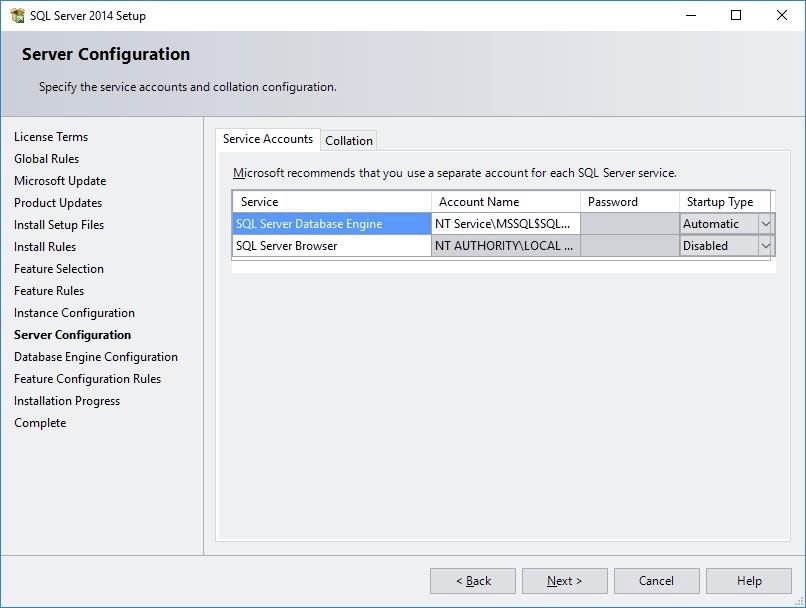 SQL Server 2014 Setup
Server Configuration
Specify the service accounts and collation configuration.
License Terms
Global Rules
Microsoft Update
Product Updates
Install Setup Files
Install Rules
Feature Selection
Feature Rules
Instance Configuration
Server Configuration
Database Engine Configuration
Feature Configuration Rules
Installation Progress
Complete
Service Accounts Collation
Microsoft recommends that you use a separate account for each SQL Server service.
Service Account Name Password Startup Type
SQL Server Database Engine NT Service\MSSQL$SQL... Automatic
SQL Server Browser NT AUTHORITY\LOCAL ... Disabled
< Back Next > Cancel Help